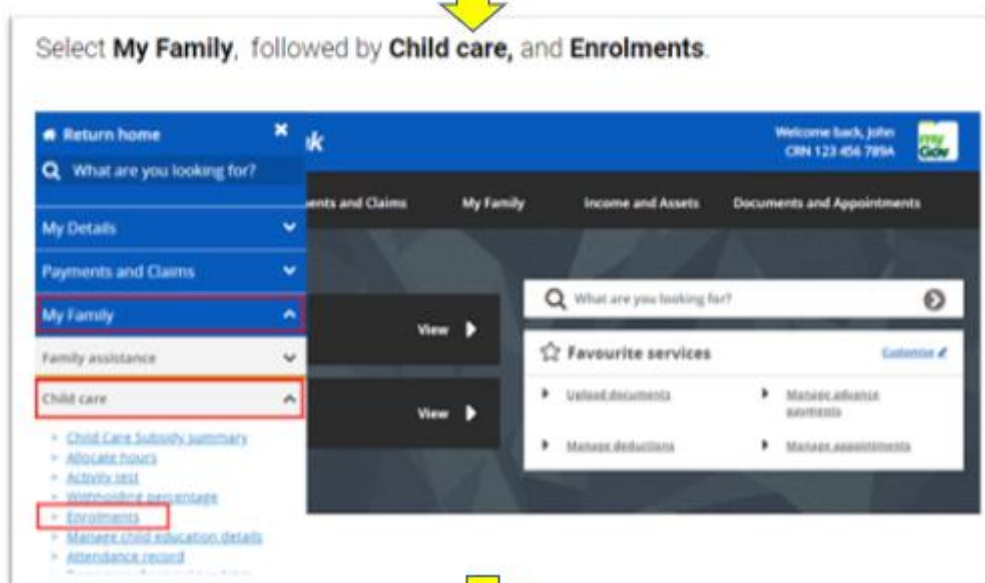 Select My Family, followed by Child care, and Enrolments.
Return home
What are you looking for?
My Details
Payments and Claims
My Family
Family assistance
Child care
Child Care Subsidy summary
Allocate hours
Activity test
Withholding percentage
Enrolments
Manage child education details
Attendance record
Welcome back, John
CRN 123 456 789A
my
Gov
ents and Claims My Family Income and Assets Documents and Appointments
View
View
What are you looking for?
Favourite services Customise
Upload documents
Manage advance
payments
Manage deductions
Manage appointments